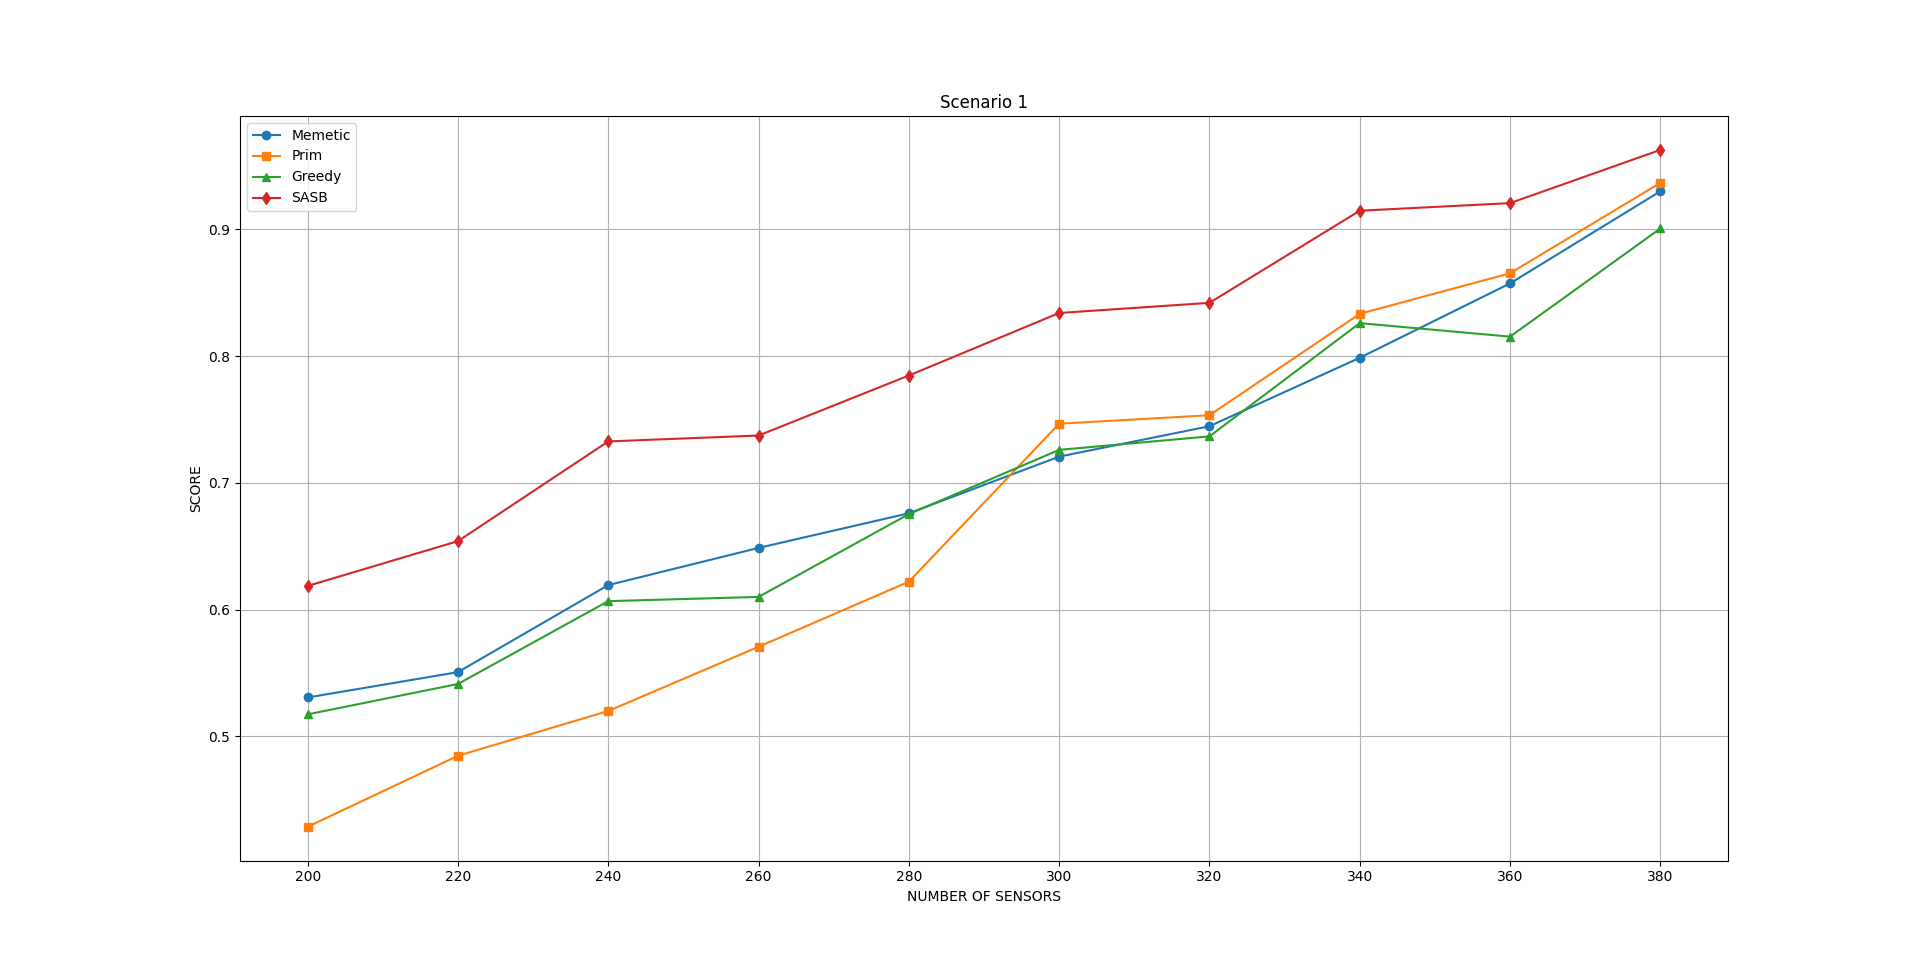 Scenario 1
Memetic
Prim
Greedy
SASB
0.9
0.8
0.7
0.6
0.5
SCORE
200 220 240 260 280 300 320 340 360 380
NUMBER OF SENSORS